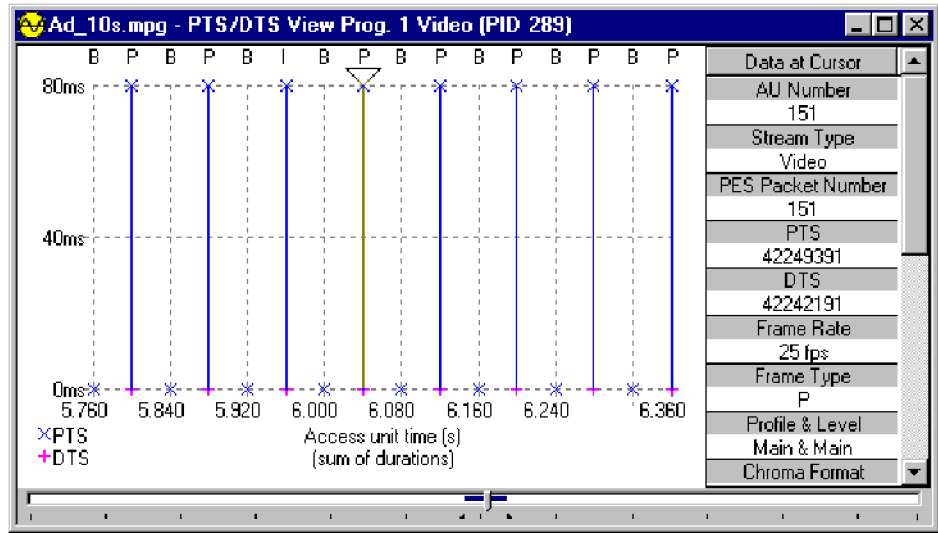 Ad_10s.mpg - PTS/DTS View Prog. 1 Video (PID 289)
B P B P B I B P B P B P B P B P
80ms
40ms
0ms
5.760 5.840 5.920 6.000 6.080 6.160 6.240 6.360
×PTS
+DTS
Access unit time (s)
(sum of durations)
Data at Cursor
AU Number
151
Stream Type
Video
PES Packet Number
151
PTS
42249391
DTS
42242191
Frame Rate
25 fps
Frame Type
P
Profile & Level
Main & Main
Chroma Format